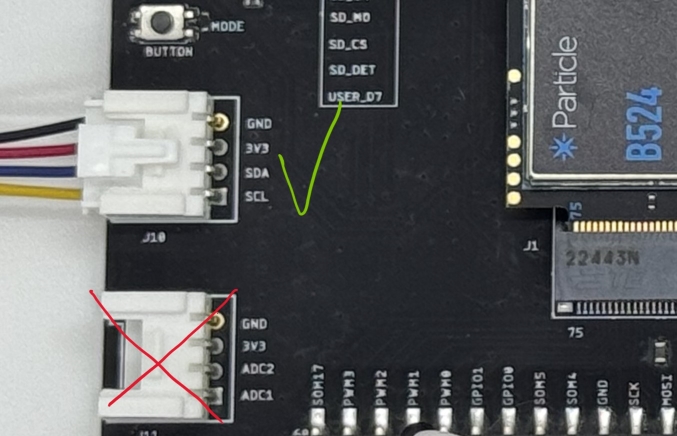 SD_MO
SD_CS
SD_DET
USER_D7
MODE
BUTTON
GND
3V3
SDA
SCL
J10
Particle
B524
75
J1
22443N
75
GND
3V3
ADC2
ADC1
SOM17
PWM3
PWM2
PWM1
PWM0
GPIO1
GPIO0
SOM5
SOM4
GND
SCK
MOSI